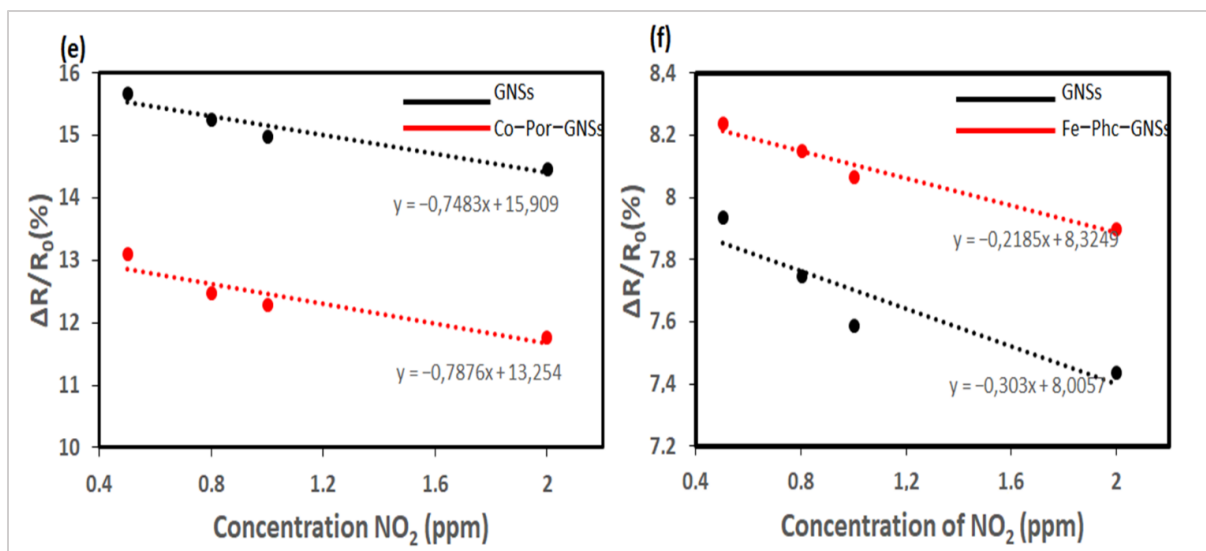 (e)
16
15
14
13
12
11
10
ΔR/R₀(%)
GNSs
Co−Por−GNSs
y = −0,7483x + 15,909
y = −0,7876x + 13,254
0.4
0.8
1.2
1.6
2
Concentration NO₂ (ppm)
(f)
8,4
8.2
8
7.8
7.6
7.4
7.2
ΔR/R₀(%)
GNSs
Fe−Phc−GNSs
y = −0,2185x + 8,3249
y = −0,303x + 8,0057
0.4
0.8
1,2
1.6
2
Concentration of NO₂ (ppm)